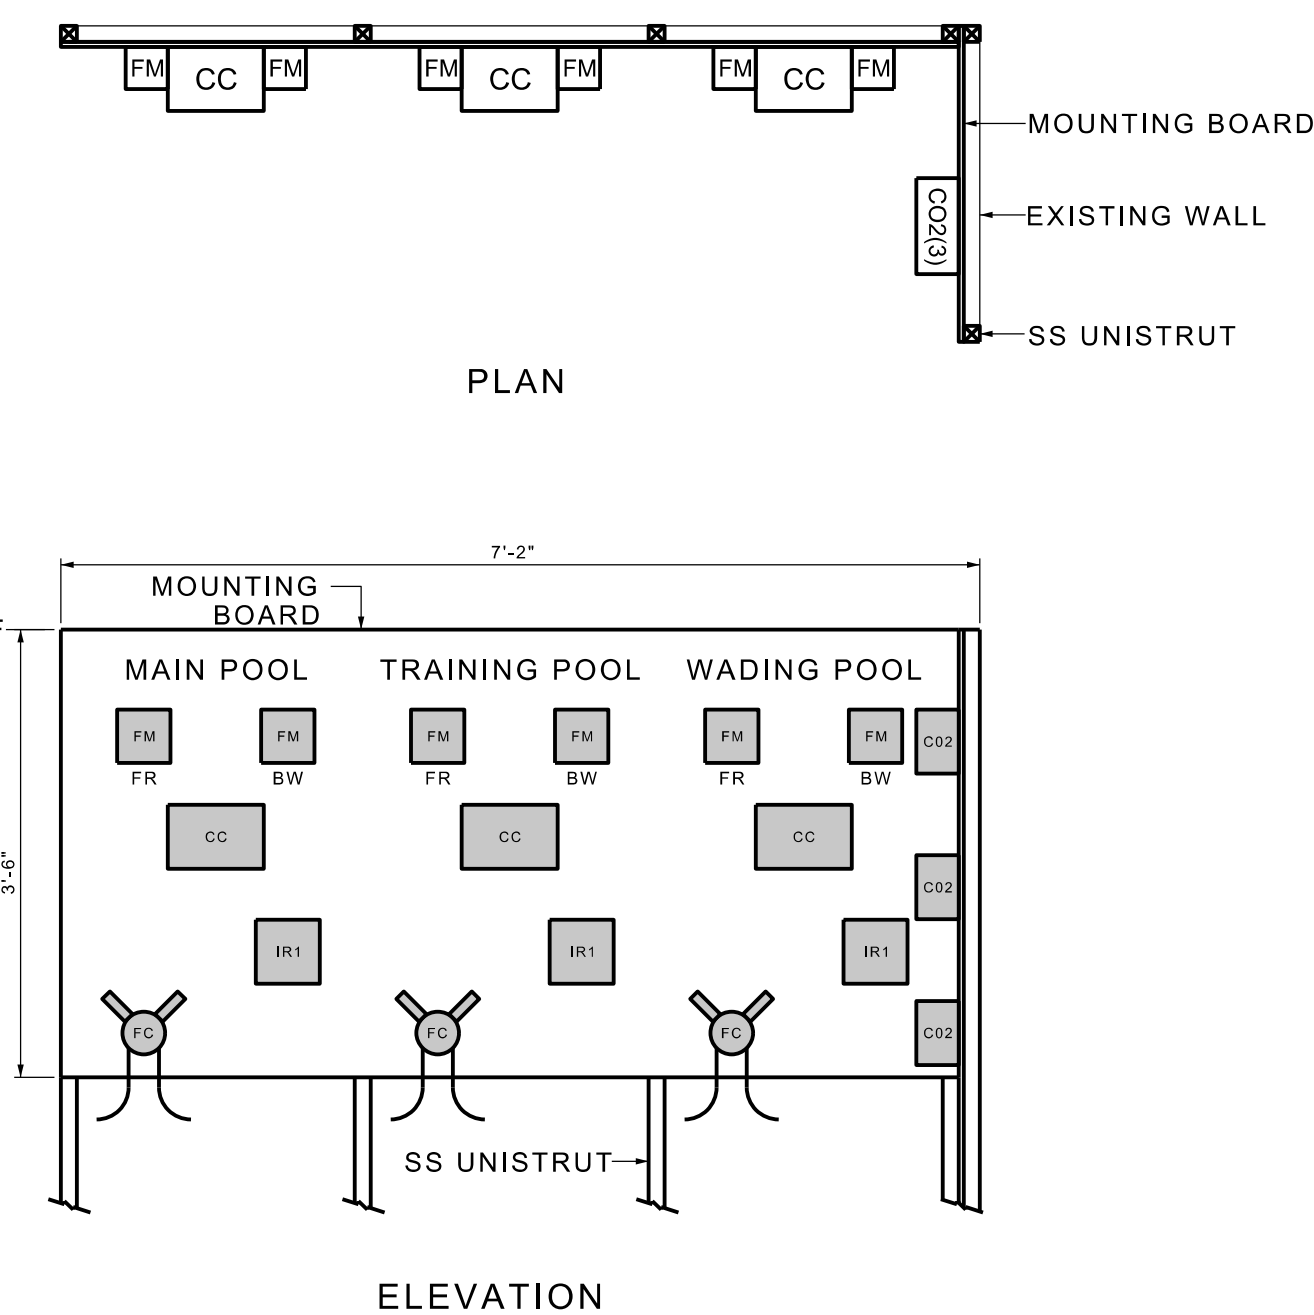 FM CC FM FM CC FM FM CC FM
MOUNTING BOARD
CO2(3)
EXISTING WALL
SS UNISTRUT
PLAN
7'-2"
MOUNTING
BOARD
3'-6"
MAIN POOL TRAINING POOL WADING POOL
FM FM FM FM FM FM C02
FR BW FR BW FR BW
CC CC CC
C02
IR1 IR1 IR1
FC FC FC C02
SS UNISTRUT
ELEVATION